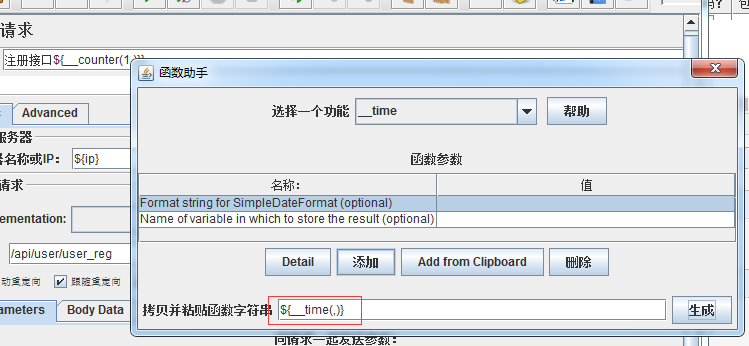 请求
注册接口${__counter(1,)}
函数助手
选择一个功能 __time 帮助
Advanced
服务器
器名称或IP： ${ip}
函数参数
名称： 值
Format string for SimpleDateFormat (optional)
Name of variable in which to store the result (optional)
请求
ementation:
/api/user/user_reg
Detail 添加 Add from Clipboard 删除
动重定向 跟随重定向
rameters Body Data
拷贝并粘贴函数字符串 ${__time(,)} 生成
同请求一起发送参数：